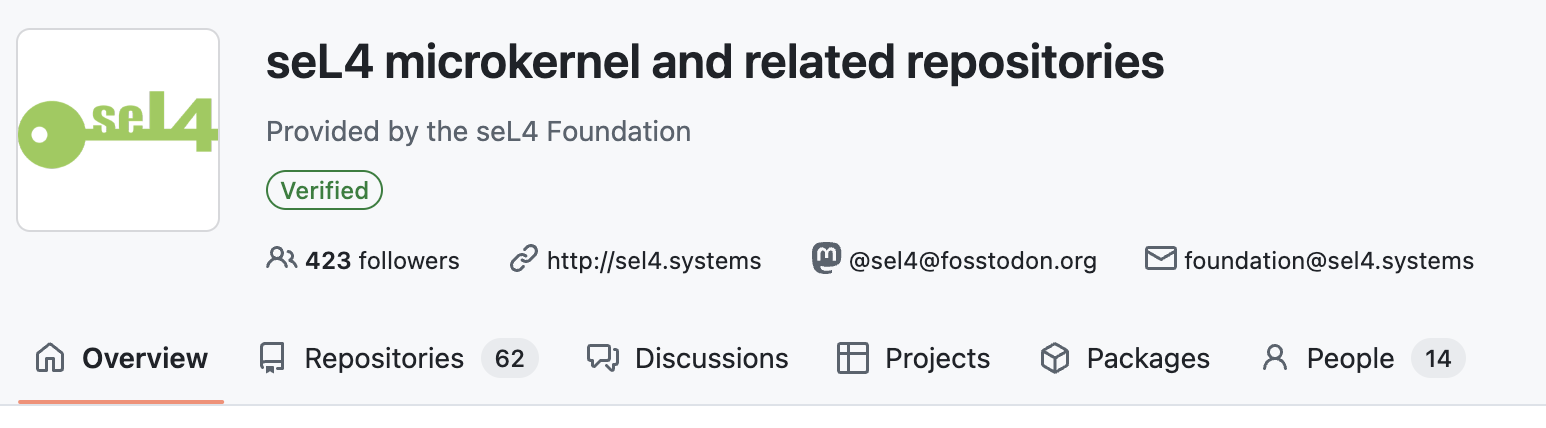 seL4
seL4 microkernel and related repositories
Provided by the seL4 Foundation
Verified
423 followers http://sel4.systems @sel4@fosstodon.org foundation@sel4.systems
Overview Repositories 62 Discussions Projects Packages People 14